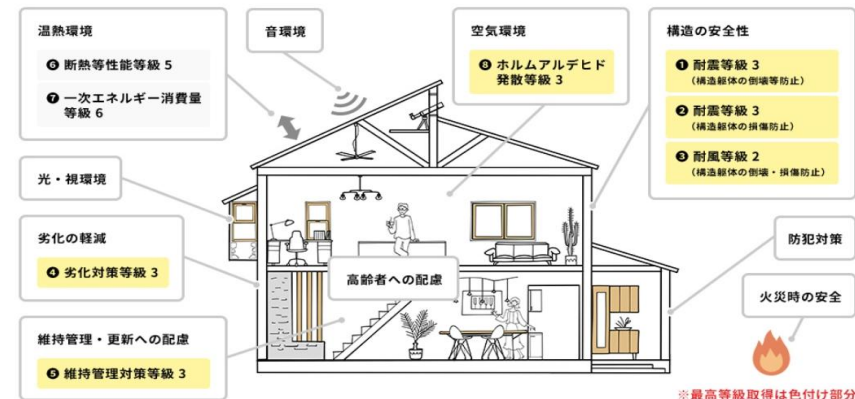 温熱環境
❻ 断熱等性能等級 5
❼ 一次エネルギー消費量
等級 6
音環境
空気環境
❽ ホルムアルデヒド
発散等級 3
構造の安全性
❶ 耐震等級 3
（構造躯体の倒壊等防止）
❷ 耐震等級 3
（構造躯体の損傷防止）
❸ 耐風等級 2
（構造躯体の倒壊・損傷防止）
光・視環境
劣化の軽減
❹ 劣化対策等級 3
高齢者への配慮
防犯対策
火災時の安全
維持管理・更新への配慮
❺ 維持管理対策等級 3
※最高等級取得は色付け部分